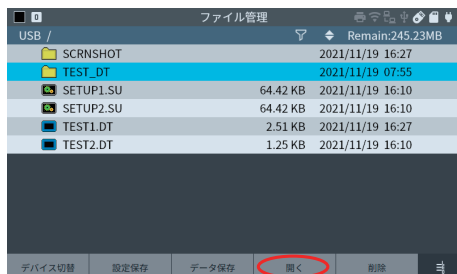 0 ファイル管理
USB / Remain:245.23MB
SCRNSHOT 2021/11/19 16:27
TEST_DT 2021/11/19 07:55
SETUP1.SU 64.42 KB 2021/11/19 16:10
SETUP2.SU 64.42 KB 2021/11/19 16:10
TEST1.DT 2.51 KB 2021/11/19 16:27
TEST2.DT 1.25 KB 2021/11/19 16:10
デバイス切替 設定保存 データ保存 開く 削除